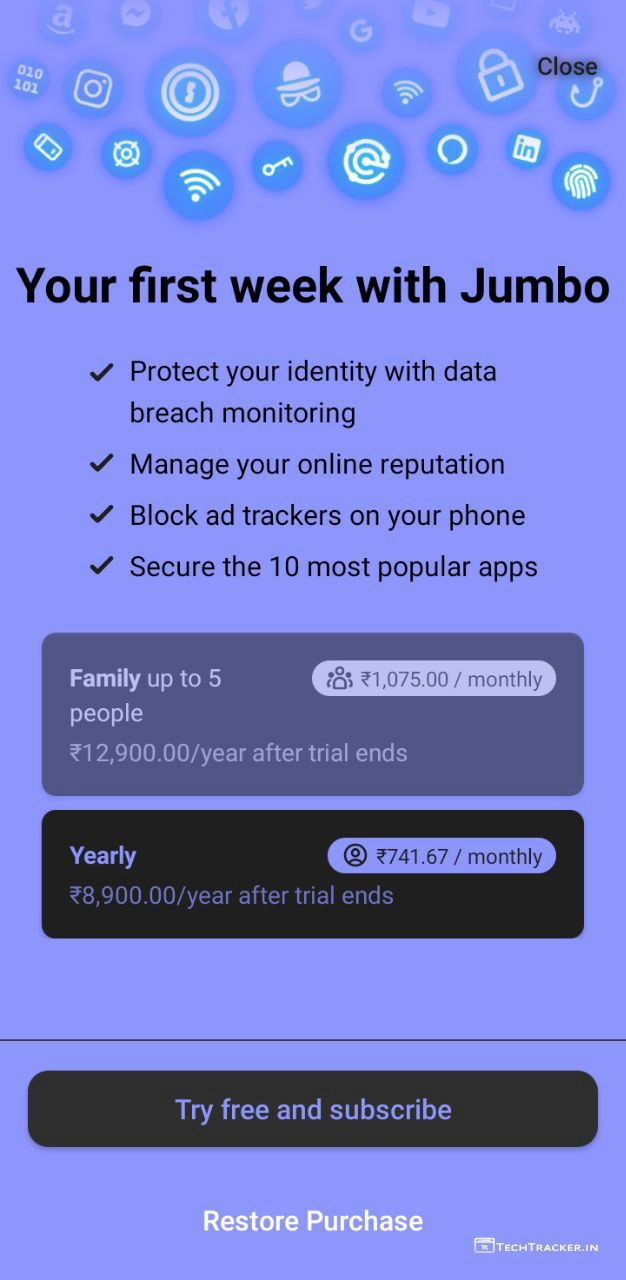 010
101
Close
in
Your first week with Jumbo
Protect your identity with data
breach monitoring
Manage your online reputation
Block ad trackers on your phone
Secure the 10 most popular apps
Family up to 5
people
₹1,075.00 / monthly
₹12,900.00/year after trial ends
Yearly
₹741.67 / monthly
₹8,900.00/year after trial ends
Try free and subscribe
Restore Purchase
TECHTRACKER.IN